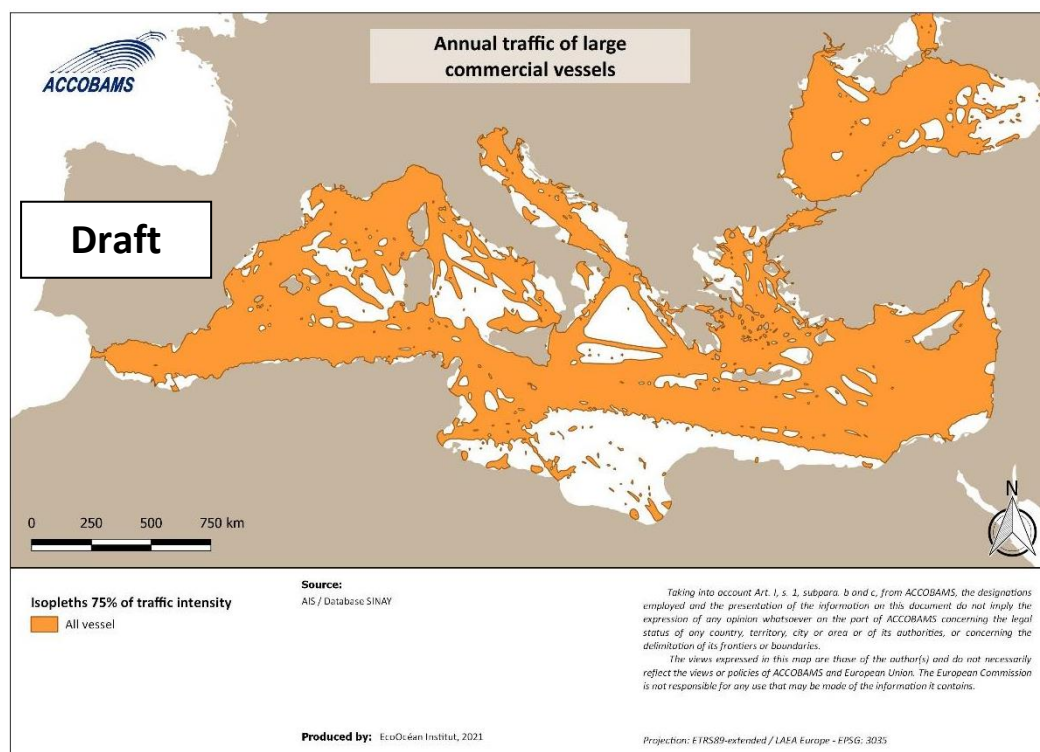 ACCOBAMS
Annual traffic of large
commercial vessels
Draft
N
0 250 500 750 km
Isopleths 75% of traffic intensity
All vessel
Source:
AIS / Database SINAY
Produced by: EcoOcéan Institut, 2021
Taking into account Art. I, s. 1, subpara. b and c, from ACCOBAMS, the designations
employed and the presentation of the information on this document do not imply the
expression of any opinion whatsoever on the part of ACCOBAMS concerning the legal
status of any country, territory, city or area or of its authorities, or concerning the
delimitation of its frontiers or boundaries.
The views expressed in this map are those of the author(s) and do not necessarily
reflect the views or policies of ACCOBAMS and European Union. The European Commission
is not responsible for any use that may be made of the information it contains.
Projection: ETRS89-extended / LAEA Europe - EPSG: 3035